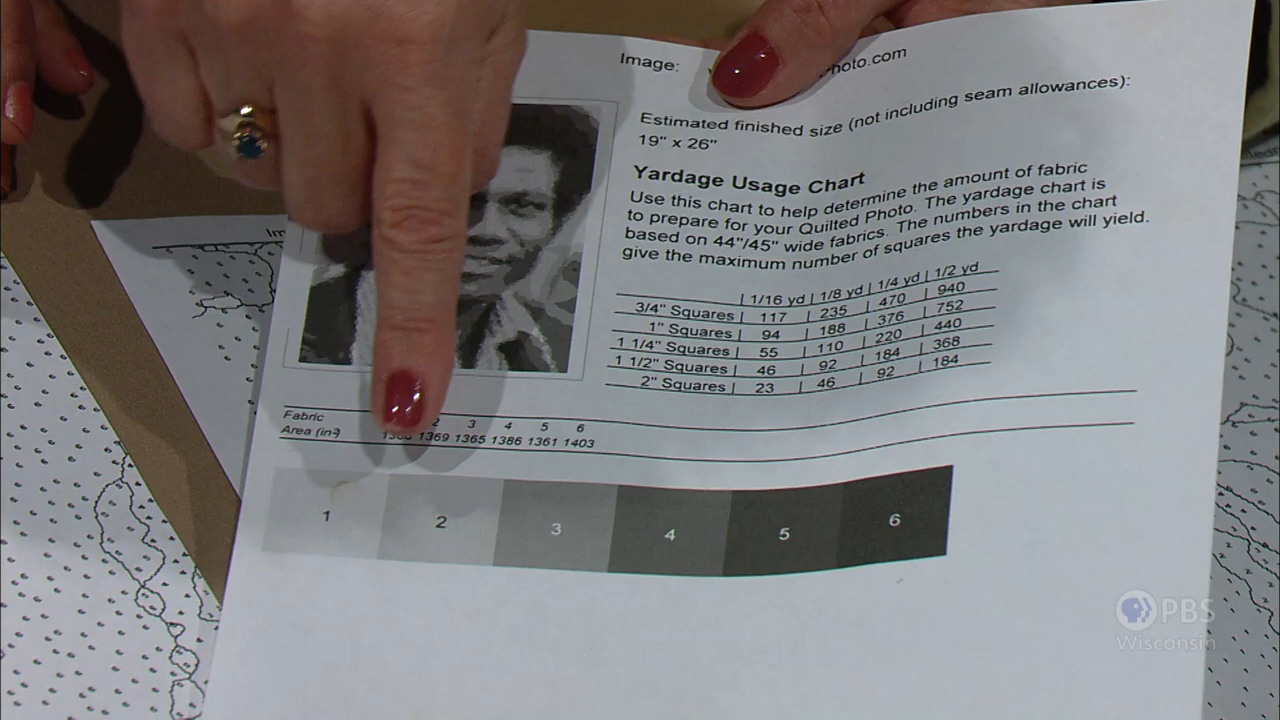 Image: Photo.com
Estimated finished size (not including seam allowances):
19" x 26"
Yardage Usage Chart
Use this chart to help determine the amount of fabric
to prepare for your Quilted Photo. The yardage chart is
based on 44"/45" wide fabrics. The numbers in the chart
give the maximum number of squares the yardage will yield.
| 1/16 yd | 1/8 yd | 1/4 yd | 1/2 yd
3/4" Squares | 117 | 235 | 470 | 940
1" Squares | 94 | 188 | 376 | 752
1 1/4" Squares | 55 | 110 | 220 | 440
1 1/2" Squares | 46 | 92 | 184 | 368
2" Squares | 23 | 46 | 92 | 184
Fabric 2 3 4 5 6
Area (in²) 1369 1365 1386 1361 1403
1 2 3 4 5 6
PBS
Wisconsin